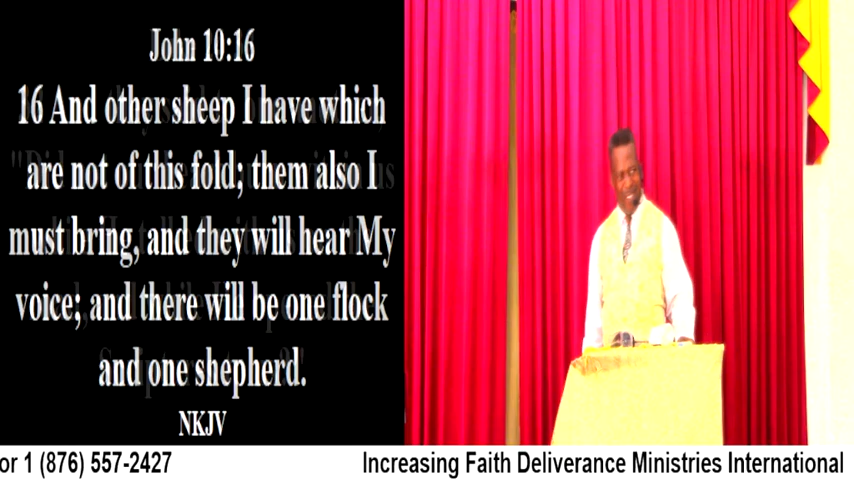 John 10:16
16 And other sheep I have which
are not of this fold; them also I
must bring, and they will hear My
voice; and there will be one flock
and one shepherd.
NKJV
or 1 (876) 557-2427 Increasing Faith Deliverance Ministries International